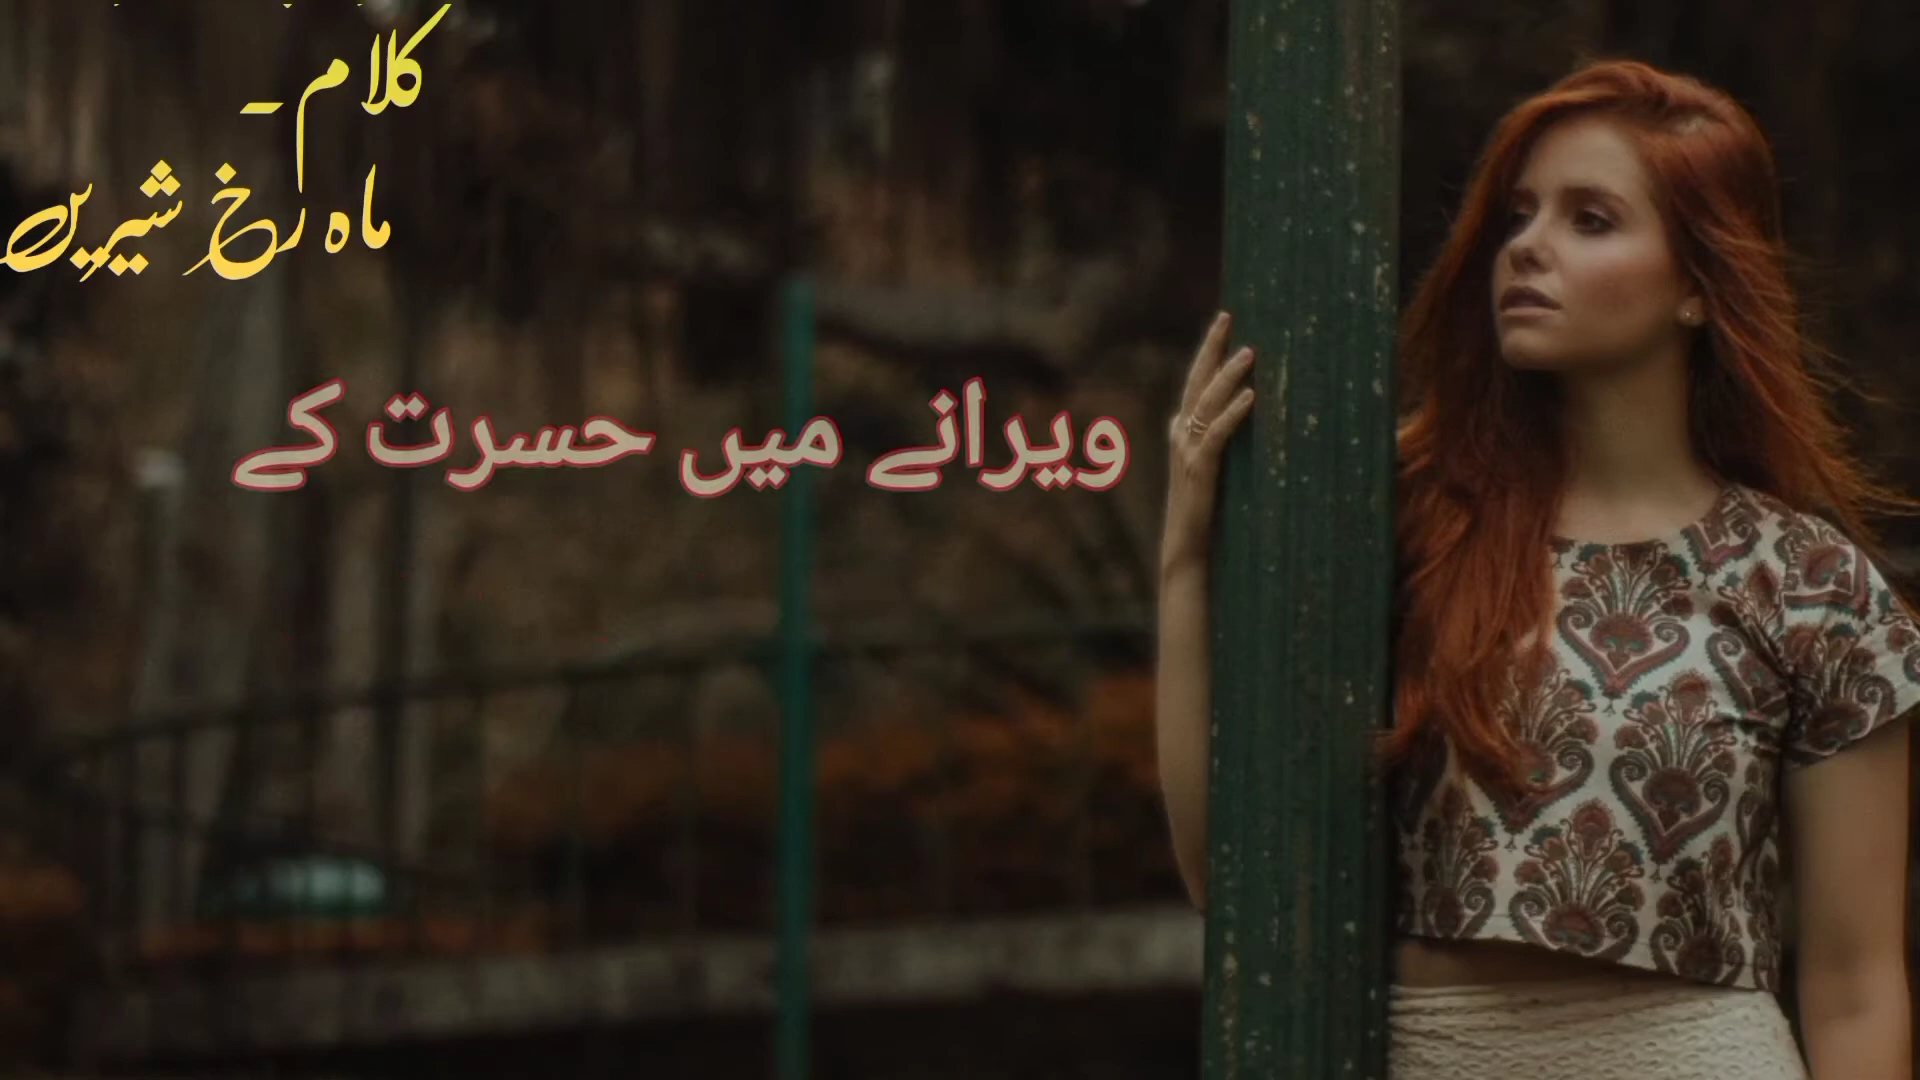 کلام۔
ماہ رخ شیریں
ویرانے میں حسرت کے